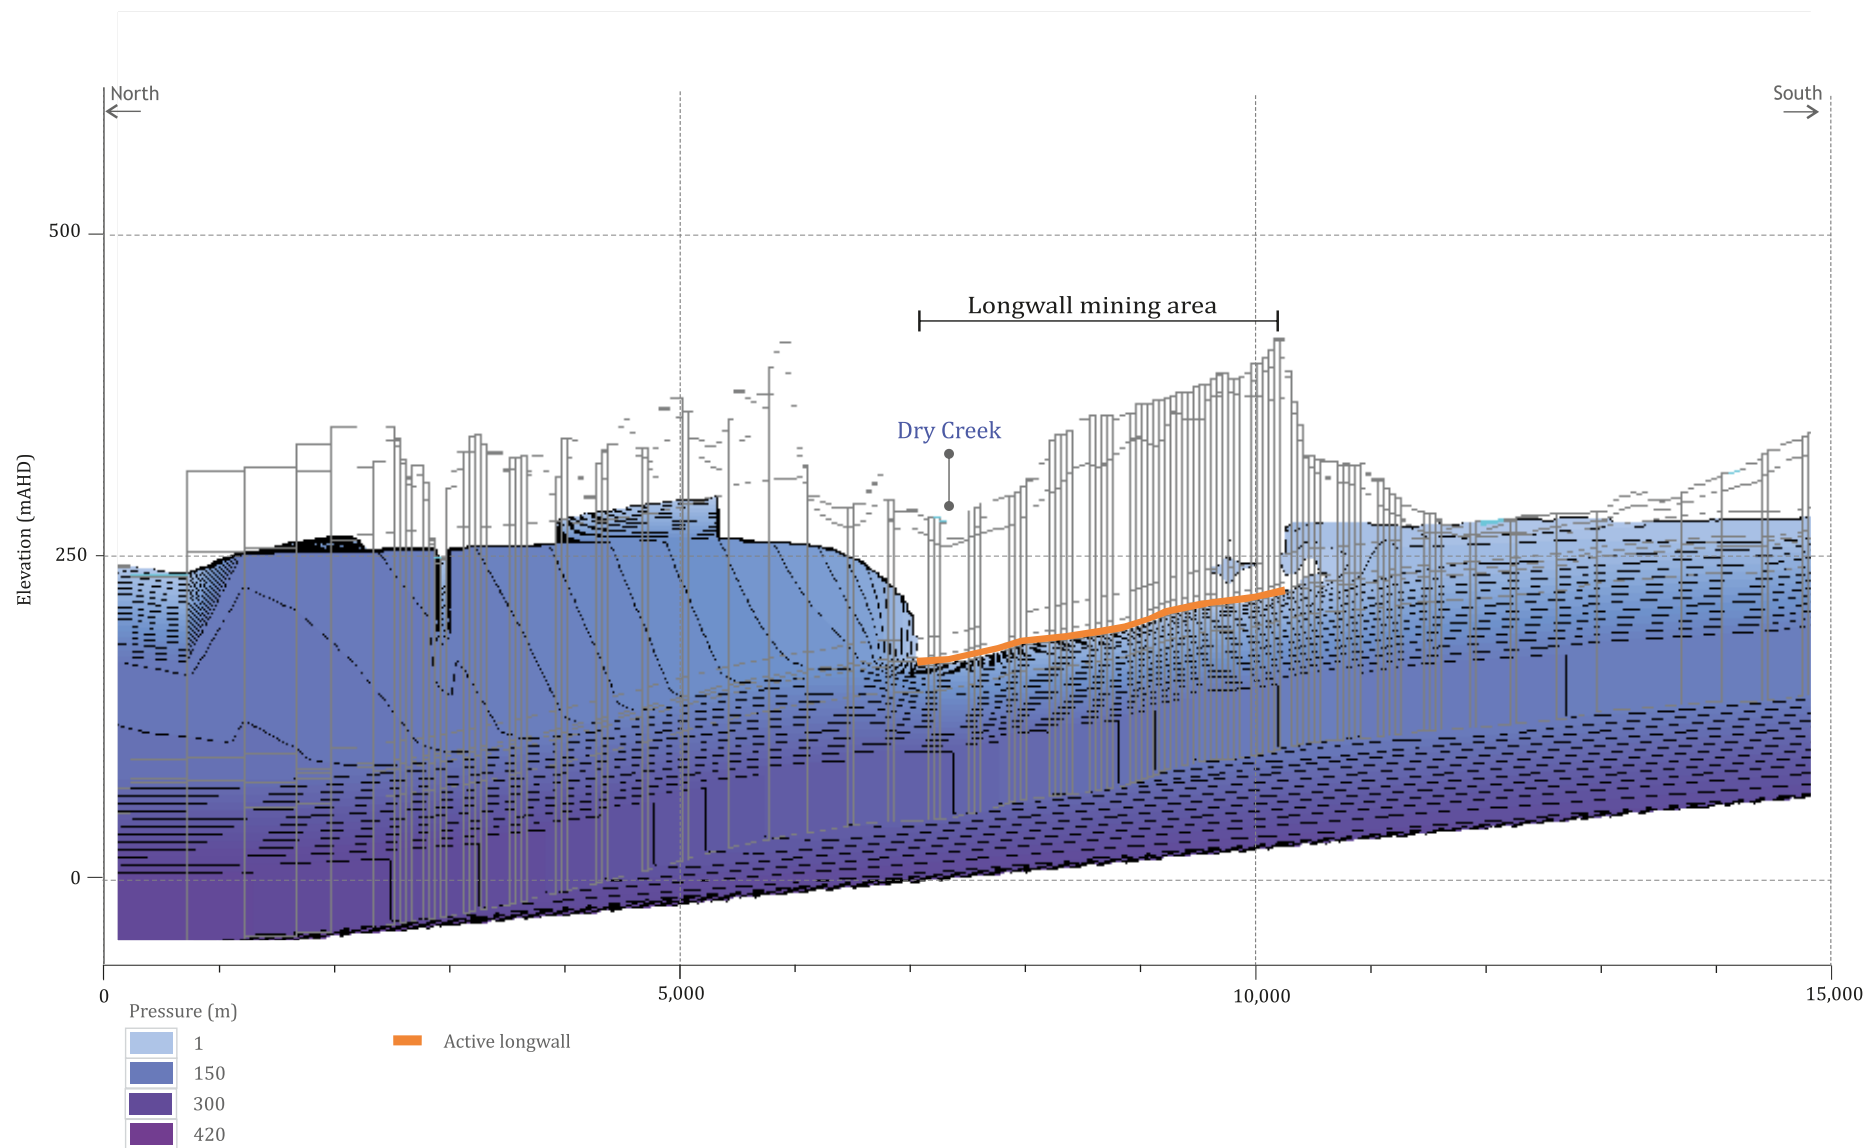 North
South
500
Longwall mining area
Dry Creek
Elevation (mAHD)
250
0
0
5,000
10,000
15,000
Pressure (m)
1
Active longwall
150
300
420